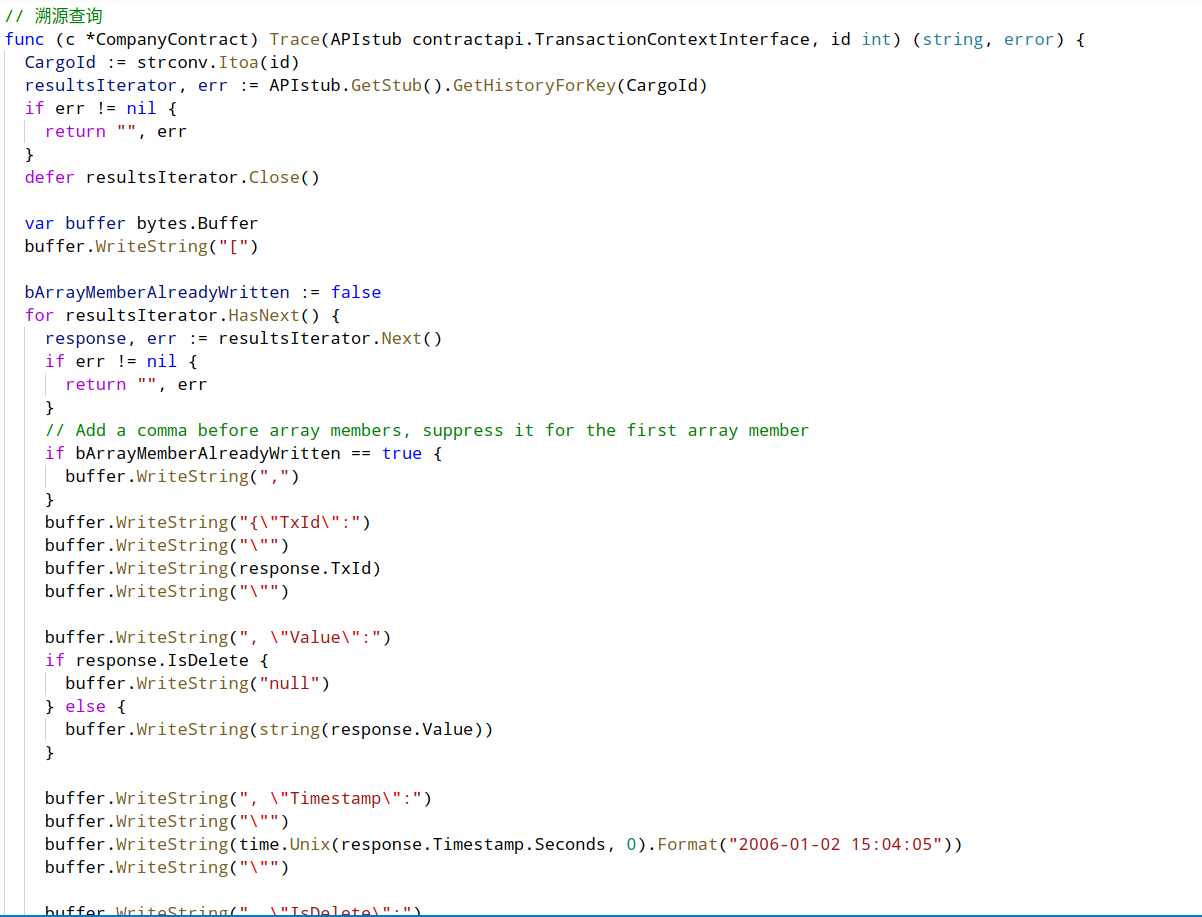 // 溯源查询
func (c *CompanyContract) Trace(APIstub contractapi.TransactionContextInterface, id int) (string, error) {
CargoId := strconv.Itoa(id)
resultsIterator, err := APIstub.GetStub().GetHistoryForKey(CargoId)
if err != nil {
return "", err
}
defer resultsIterator.Close()
var buffer bytes.Buffer
buffer.WriteString("[")
bArrayMemberAlreadyWritten := false
for resultsIterator.HasNext() {
response, err := resultsIterator.Next()
if err != nil {
return "", err
}
// Add a comma before array members, suppress it for the first array member
if bArrayMemberAlreadyWritten == true {
buffer.WriteString(",")
}
buffer.WriteString("{\"TxId\":")
buffer.WriteString("\"")
buffer.WriteString(response.TxId)
buffer.WriteString("\"")
buffer.WriteString(", \"Value\":")
if response.IsDelete {
buffer.WriteString("null")
} else {
buffer.WriteString(string(response.Value))
}
buffer.WriteString(", \"Timestamp\":")
buffer.WriteString("\"")
buffer.WriteString(time.Unix(response.Timestamp.Seconds, 0).Format("2006-01-02 15:04:05"))
buffer.WriteString("\"")
buffer.WriteString(", \"IsDelete\":")